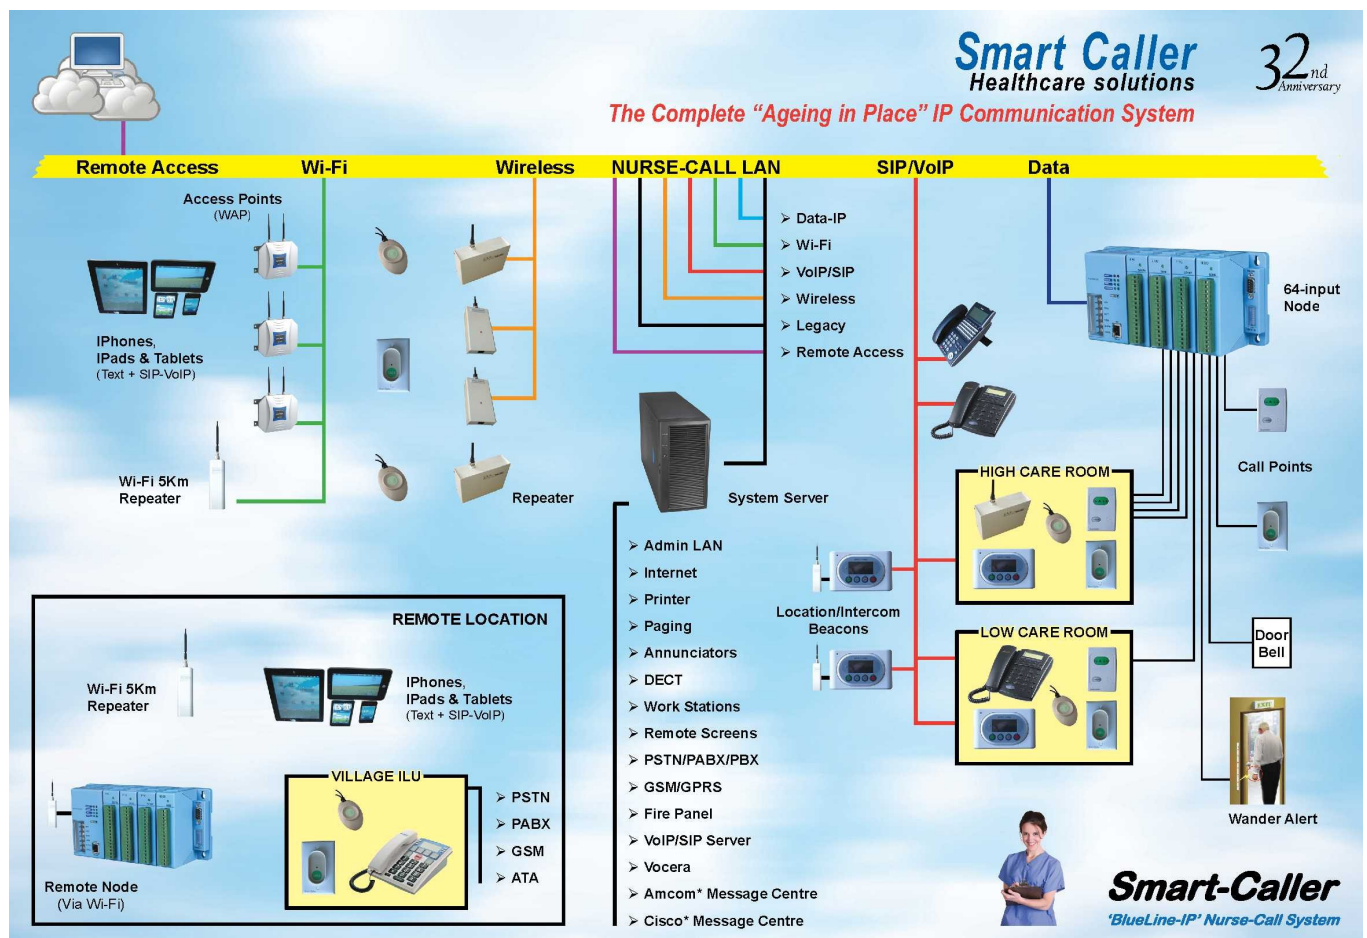 Smart Caller
Healthcare solutions
32nd
Anniversary
The Complete “Ageing in Place” IP Communication System
Remote Access
Wi-Fi
Wireless
NURSE-CALL LAN
SIP/VoIP
Data
Access Points
(WAP)
IPhones,
IPads & Tablets
(Text + SIP-VoIP)
Wi-Fi 5Km
Repeater
Repeater
➢ Data-IP
➢ Wi-Fi
➢ VoIP/SIP
➢ Wireless
➢ Legacy
➢ Remote Access
System Server
➢ Admin LAN
➢ Internet
➢ Printer
➢ Paging
➢ Annunciators
➢ DECT
➢ Work Stations
➢ Remote Screens
➢ PSTN/PABX/PBX
➢ GSM/GPRS
➢ Fire Panel
➢ VoIP/SIP Server
➢ Vocera
➢ Amcom* Message Centre
➢ Cisco* Message Centre
64-input
Node
HIGH CARE ROOM
Call Points
Location/Intercom
Beacons
LOW CARE ROOM
Door
Bell
EXIT
Wander Alert
REMOTE LOCATION
Wi-Fi 5Km
Repeater
IPhones,
IPads & Tablets
(Text + SIP-VoIP)
VILLAGE ILU
➢ PSTN
➢ PABX
➢ GSM
➢ ATA
Remote Node
(Via Wi-Fi)
Smart-Caller
‘BlueLine-IP’ Nurse-Call System